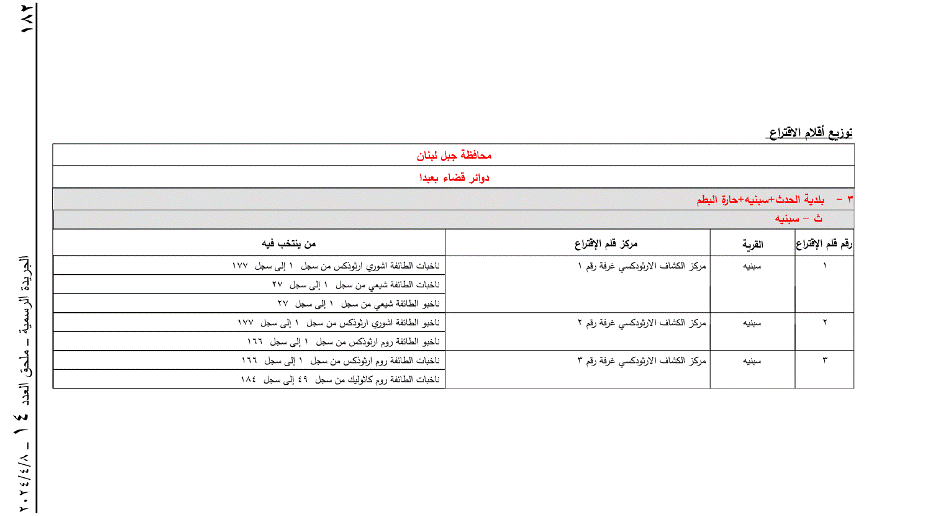 ١٨٢
الجريدة الرسمية – ملحق العدد ١٤ – ٢٠٢٤/٤/٨
توزيع أقلام الاقتراع
محافظة جبل لبنان
دوائر قضاء بعبدا
٣ - بلدية الحدث+سبنيه+حارة البطم
ث - سبنيه
رقم قلم الإقتراع القرية مركز قلم الإقتراع من ينتخب فيه
١ سبنيه مركز الكشاف الارثوذكسي غرفة رقم ١ ناخبات الطائفة اشوري ارثوذكس من سجل ١ إلى سجل ١٧٧
ناخبات الطائفة شيعي من سجل ١ إلى سجل ٢٧
ناخبو الطائفة شيعي من سجل ١ إلى سجل ٢٧
٢ سبنيه مركز الكشاف الارثوذكسي غرفة رقم ٢ ناخبو الطائفة اشوري ارثوذكس من سجل ١ إلى سجل ١٧٧
ناخبو الطائفة روم ارثوذكس من سجل ١ إلى سجل ١٦٦
٣ سبنيه مركز الكشاف الارثوذكسي غرفة رقم ٣ ناخبات الطائفة روم ارثوذكس من سجل ١ إلى سجل ١٦٦
ناخبات الطائفة روم كاثوليك من سجل ٤٩ إلى سجل ١٨٤